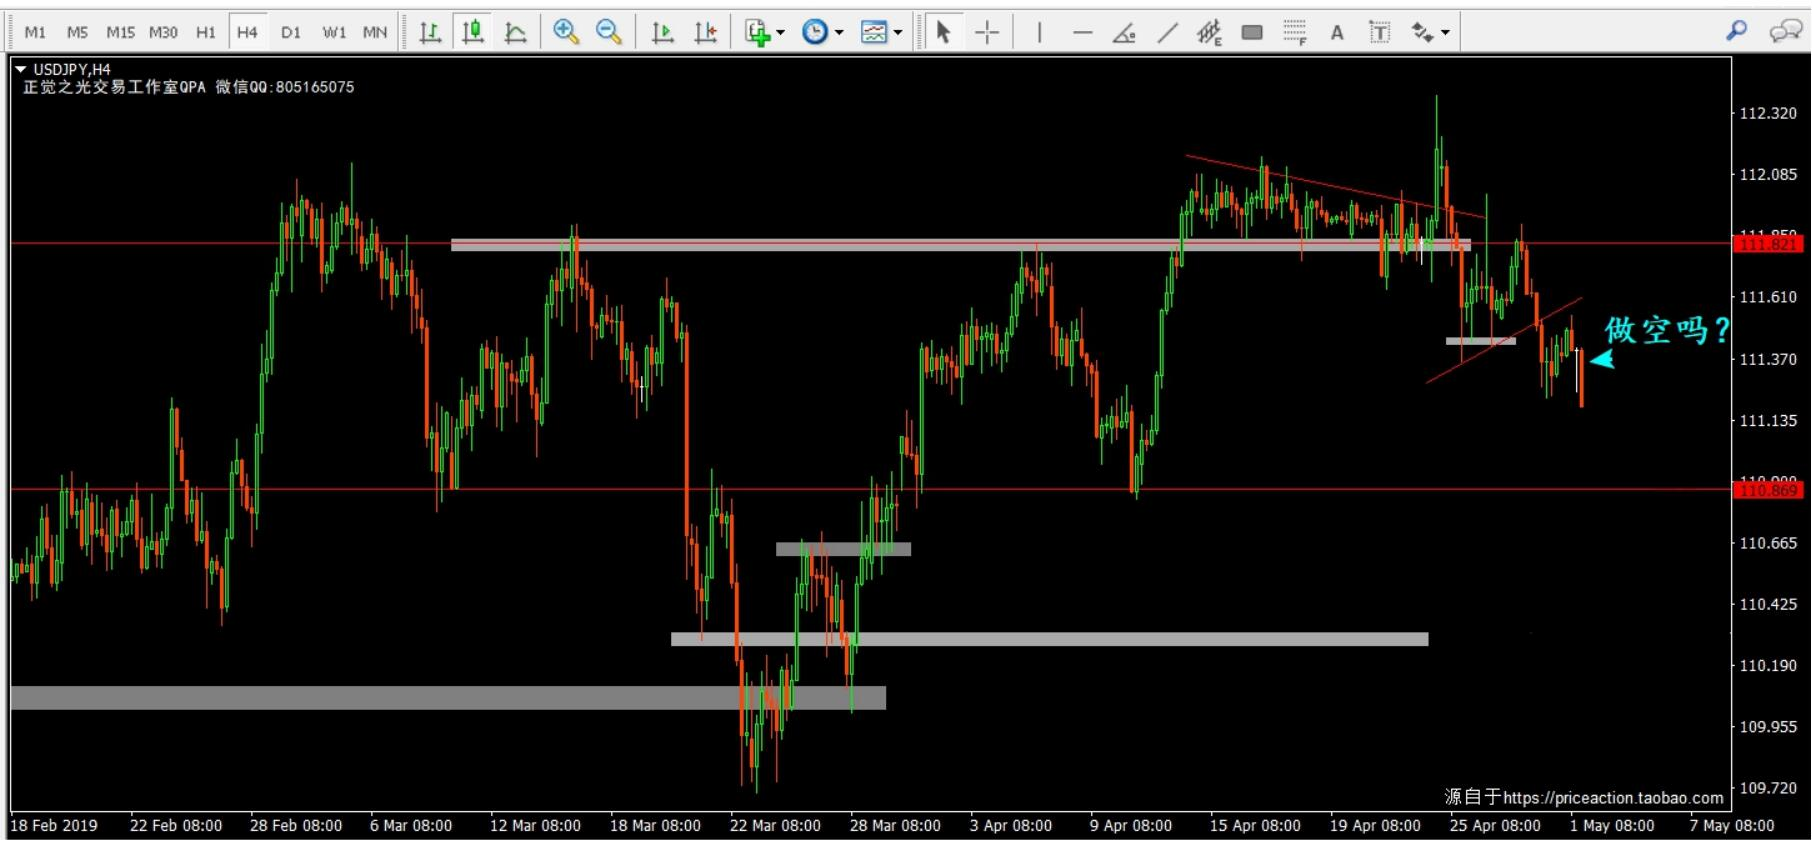 M1 M5 M15 M30 H1 H4 D1 W1 MN E F A T
USDJPY,H4
正觉之光交易工作室QPA 微信QQ:805165075
112.320
112.085
111.821
111.610
做空吗?
111.370
111.135
110.869
110.665
110.425
110.190
109.955
109.720
源自于https://priceaction.taobao.com
18 Feb 2019 22 Feb 08:00 28 Feb 08:00 6 Mar 08:00 12 Mar 08:00 18 Mar 08:00 22 Mar 08:00 28 Mar 08:00 3 Apr 08:00 9 Apr 08:00 15 Apr 08:00 19 Apr 08:00 25 Apr 08:00 1 May 08:00 7 May 08:00